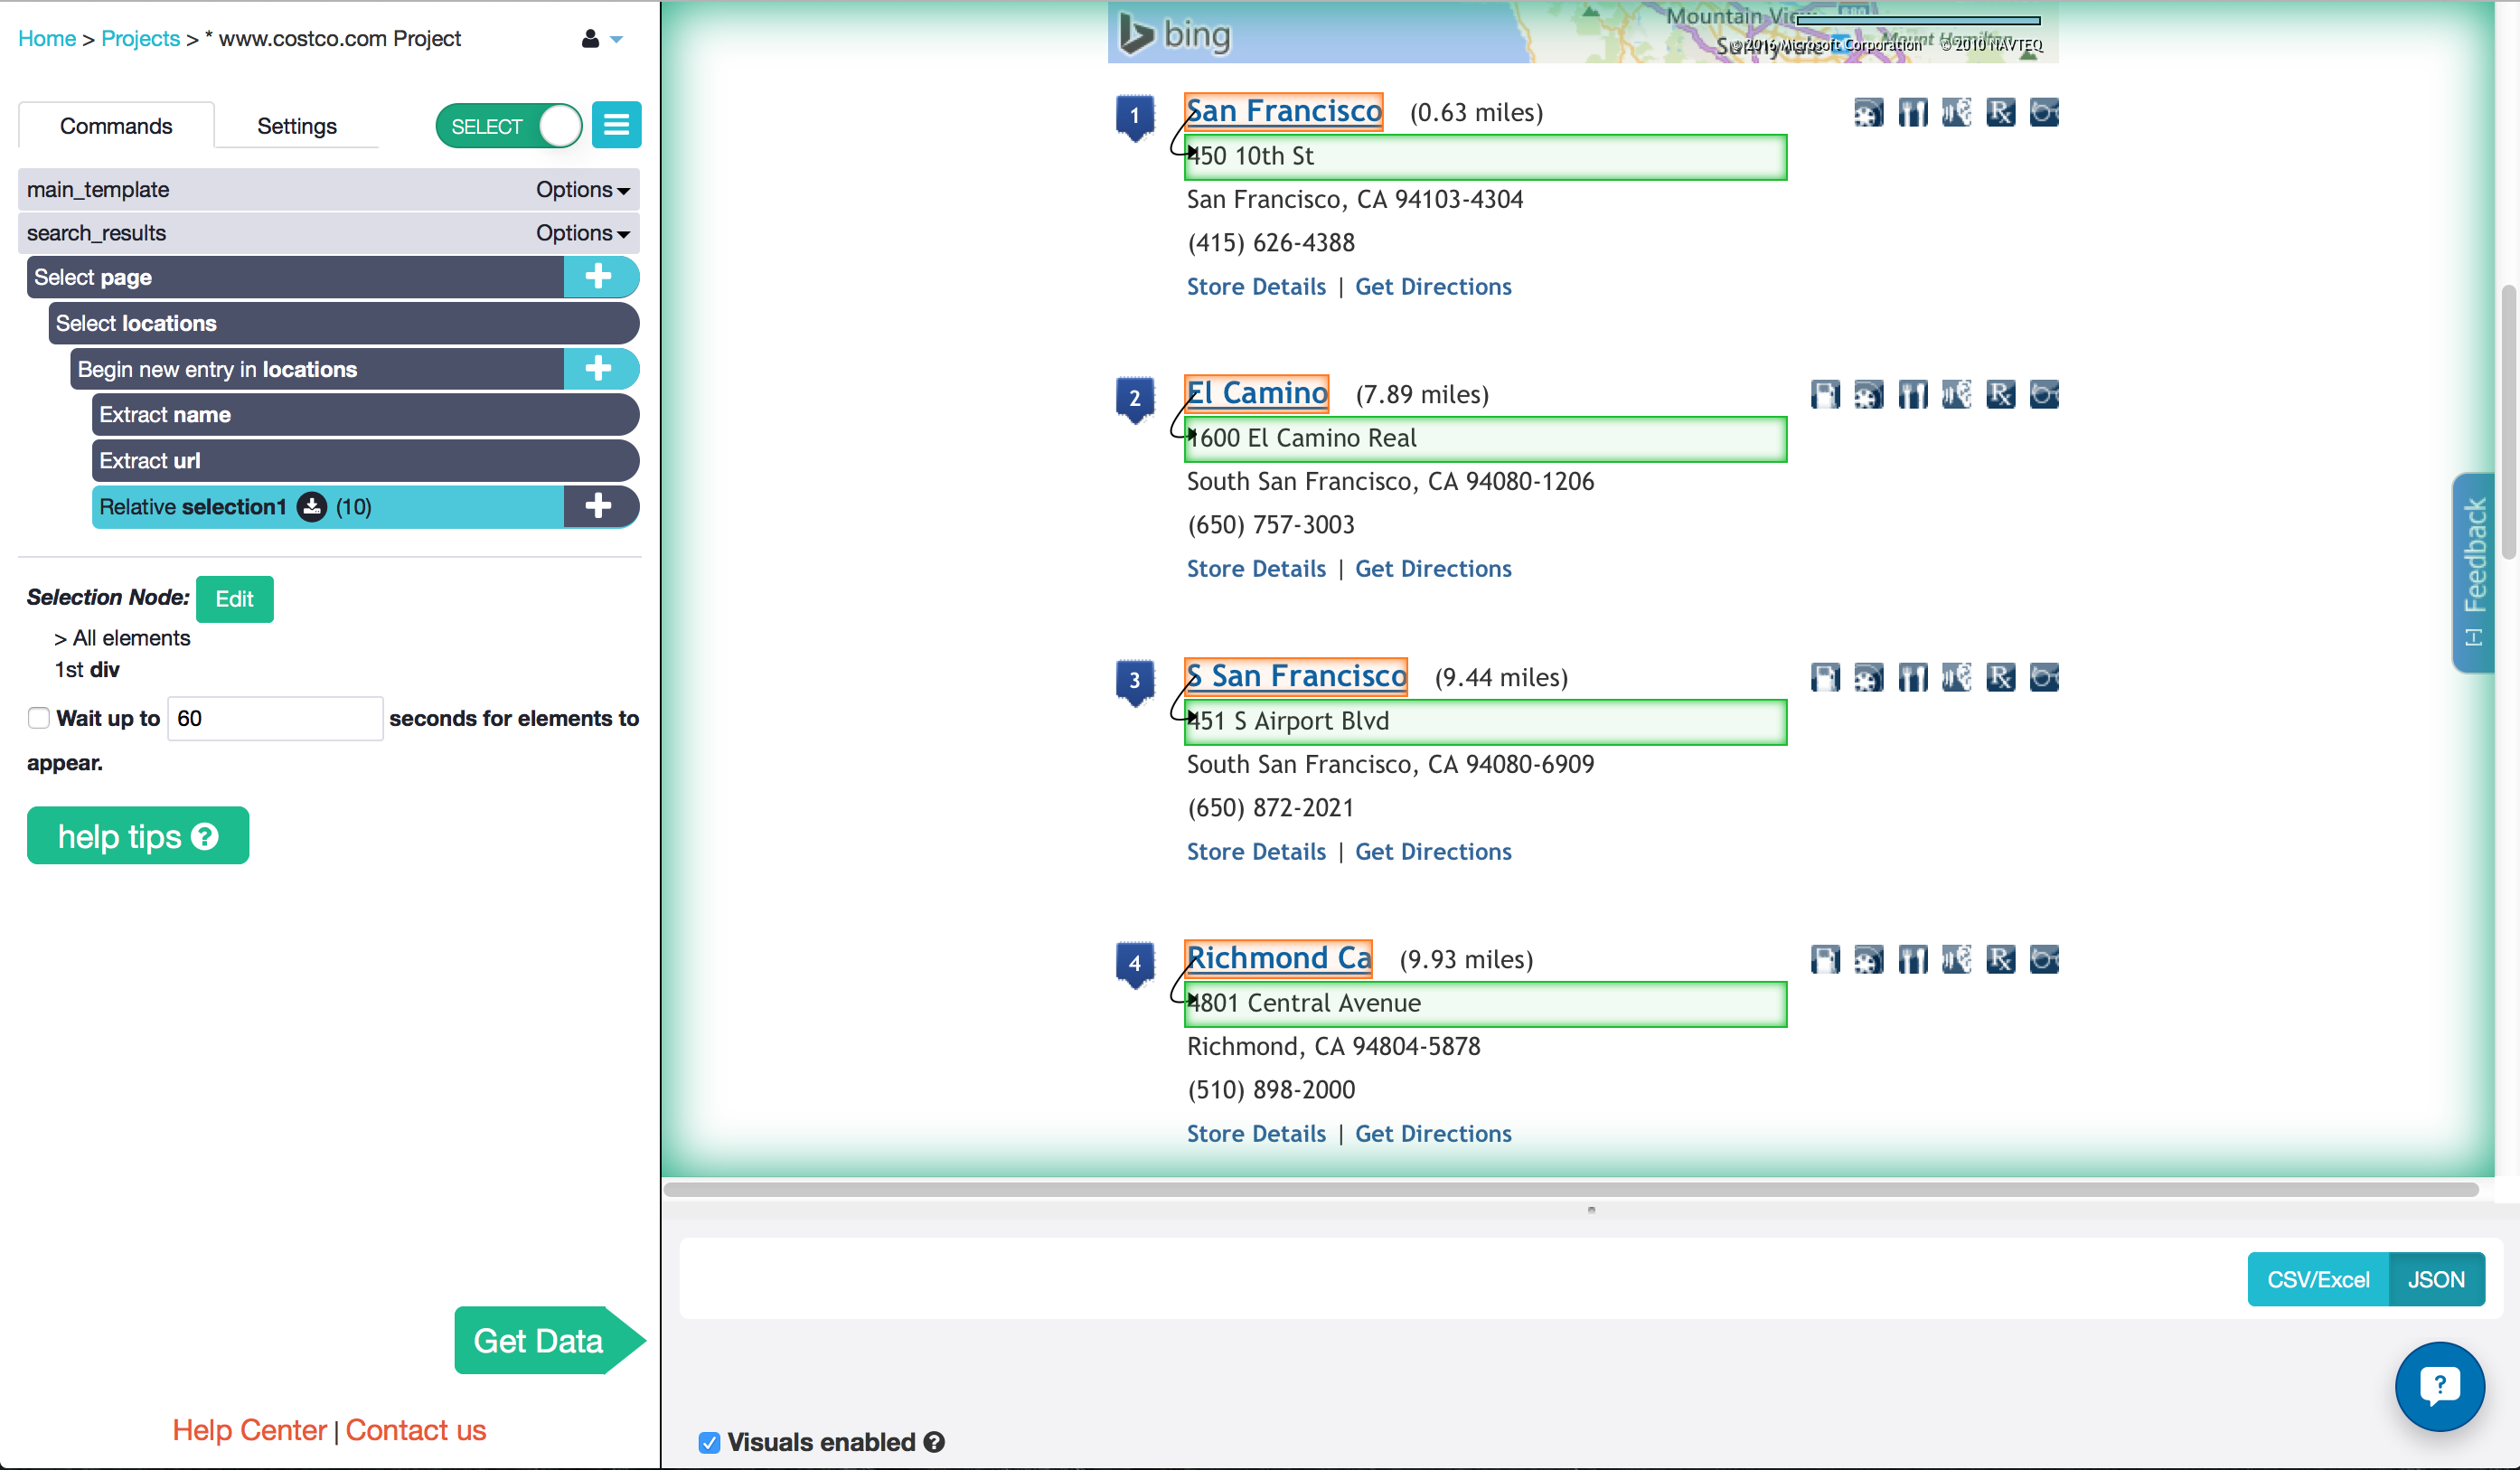 Home > Projects > * www.costco.com Project
Commands
Settings
SELECT
main_template
Options
search_results
Options
Select page
Select locations
Begin new entry in locations
Extract name
Extract url
Relative selection1 (10)
Selection Node: Edit
> All elements
1st div
Wait up to 60 seconds for elements to
appear.
help tips ?
Get Data
Help Center | Contact us
bing
Mountain View
680
Sunnyvale
Mount Hamilton
© 2016 Microsoft Corporation © 2010 NAVTEQ
1
San Francisco (0.63 miles)
450 10th St
San Francisco, CA 94103-4304
(415) 626-4388
Store Details | Get Directions
2
El Camino (7.89 miles)
1600 El Camino Real
South San Francisco, CA 94080-1206
(650) 757-3003
Store Details | Get Directions
3
S San Francisco (9.44 miles)
451 S Airport Blvd
South San Francisco, CA 94080-6909
(650) 872-2021
Store Details | Get Directions
4
Richmond Ca (9.93 miles)
4801 Central Avenue
Richmond, CA 94804-5878
(510) 898-2000
Store Details | Get Directions
[-] Feedback
CSV/Excel
JSON
Visuals enabled ?